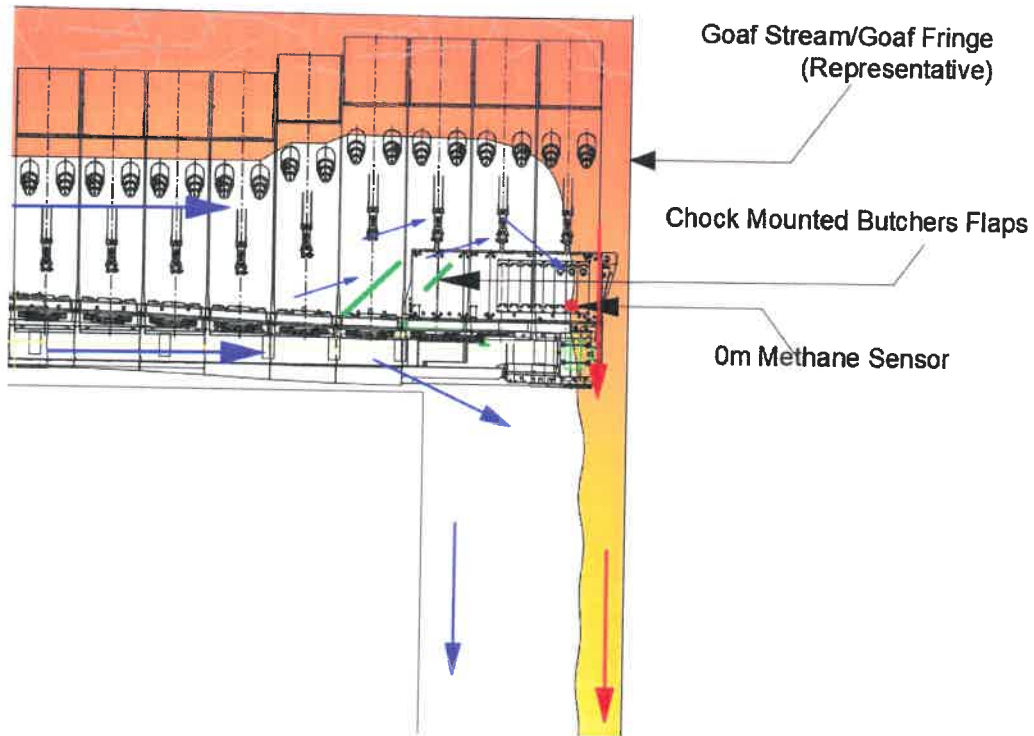 Goaf Stream/Goaf Fringe
(Representative)
Chock Mounted Butchers Flaps
0m Methane Sensor